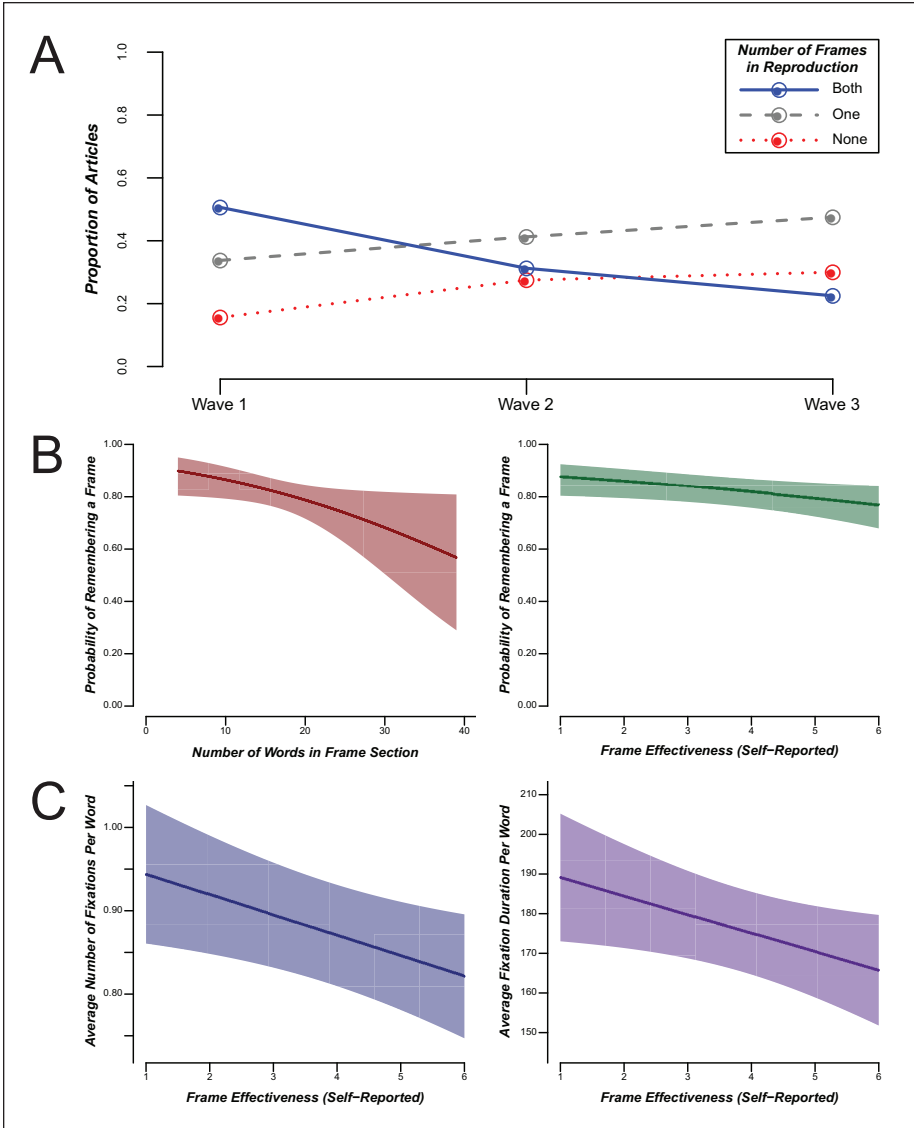 A
Number of Frames
in Reproduction
Both
One
None
Proportion of Articles
1.0
0.8
0.6
0.4
0.2
0.0
Wave 1
Wave 2
Wave 3
B
Probability of Remembering a Frame
1.00
0.80
0.60
0.40
0.20
0.00
0
10
20
30
40
Number of Words in Frame Section
Probability of Remembering a Frame
1.00
0.80
0.60
0.40
0.20
0.00
1
2
3
4
5
6
Frame Effectiveness (Self−Reported)
C
Average Number of Fixations Per Word
1.00
0.90
0.80
1
2
3
4
5
6
Frame Effectiveness (Self−Reported)
Average Fixation Duration Per Word
210
200
190
180
170
160
150
1
2
3
4
5
6
Frame Effectiveness (Self−Reported)